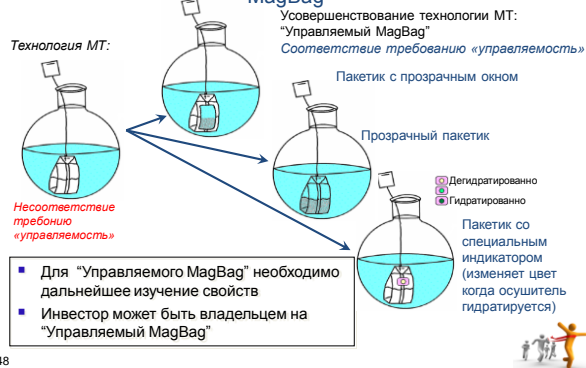 MagBag
Усовершенствование технологии МТ:
“Управляемый MagBag”
Соответствие требованию «управляемость»
Технология МТ:
Пакетик с прозрачным окном
Прозрачный пакетик
Дегидратированно
Гидратированно
Несоответствие
требонию
«управляемость»
Пакетик со
специальным
индикатором
(изменяет цвет
когда осушитель
гидратируется)
Для “Управляемого MagBag” необходимо
дальнейшее изучение свойств
Инвестор может быть владельцем на
“Управляемый MagBag”
48